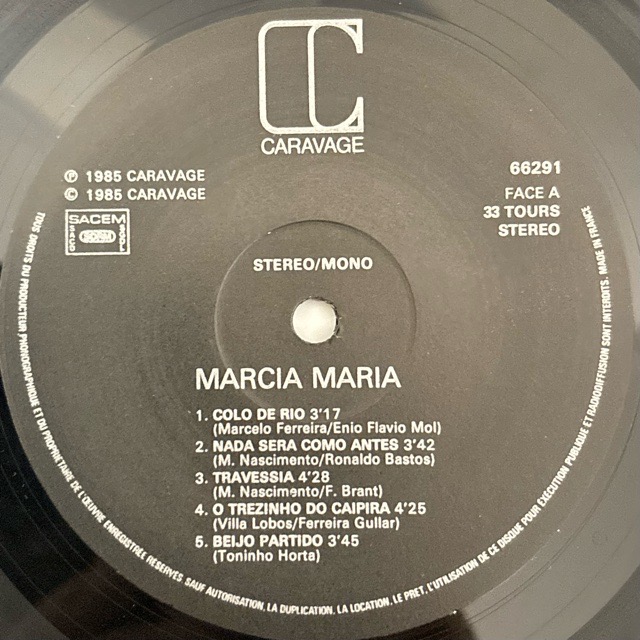 CARAVAGE
℗ 1985 CARAVAGE
© 1985 CARAVAGE
SACEM
66291
FACE A
33 TOURS
STEREO
STEREO/MONO
MARCIA MARIA
1. COLO DE RIO 3'17
(Marcelo Ferreira/Enio Flavio Mol)
2. NADA SERA COMO ANTES 3'42
(M. Nascimento/Ronaldo Bastos)
3. TRAVESSIA 4'28
(M. Nascimento/F. Brant)
4. O TREZINHO DO CAIPIRA 4'25
(Villa Lobos/Ferreira Gullar)
5. BEIJO PARTIDO 3'45
(Toninho Horta)
TOUS DROITS DU PRODUCTEUR PHONOGRAPHIQUE ET DU PROPRIETAIRE DE L'ŒUVRE ENREGISTREE RESERVES SAUF AUTORISATION, LA DUPLICATION, LA LOCATION, LE PRET, L'UTILISATION DE CE DISQUE POUR EXECUTION PUBLIQUE ET RADIODIFFUSION SONT INTERDITS. MADE IN FRANCE